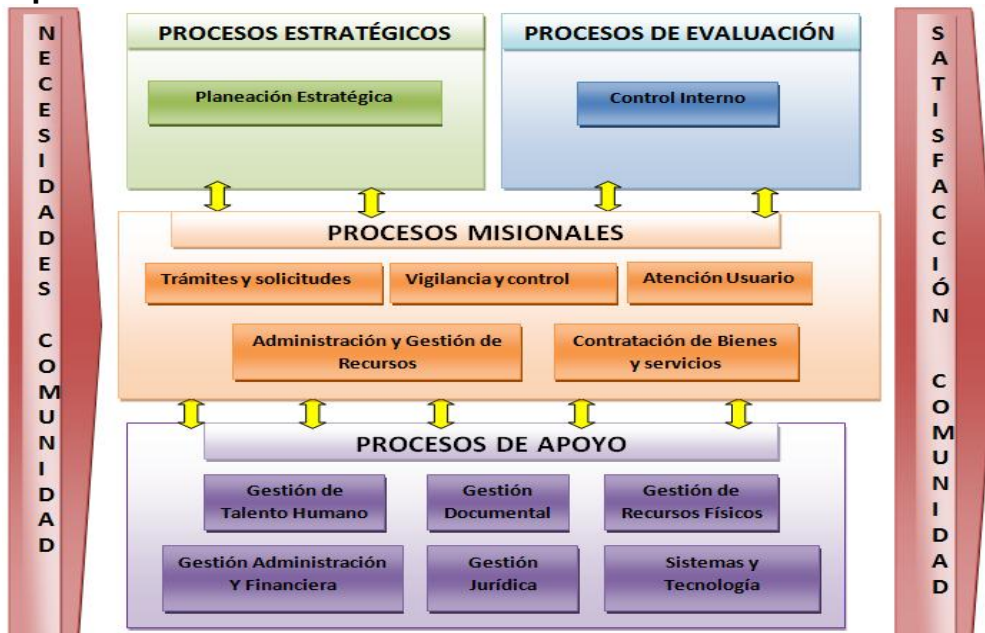 NECESIDADES COMUNIDAD
PROCESOS ESTRATÉGICOS
Planeación Estratégica
PROCESOS DE EVALUACIÓN
Control Interno
PROCESOS MISIONALES
Trámites y solicitudes
Vigilancia y control
Atención Usuario
Administración y Gestión de
Recursos
Contratación de Bienes
y servicios
PROCESOS DE APOYO
Gestión de
Talento Humano
Gestión
Documental
Gestión de
Recursos Físicos
Gestión Administración
Y Financiera
Gestión
Jurídica
Sistemas y
Tecnología
SATISFACCIÓN COMUNIDAD